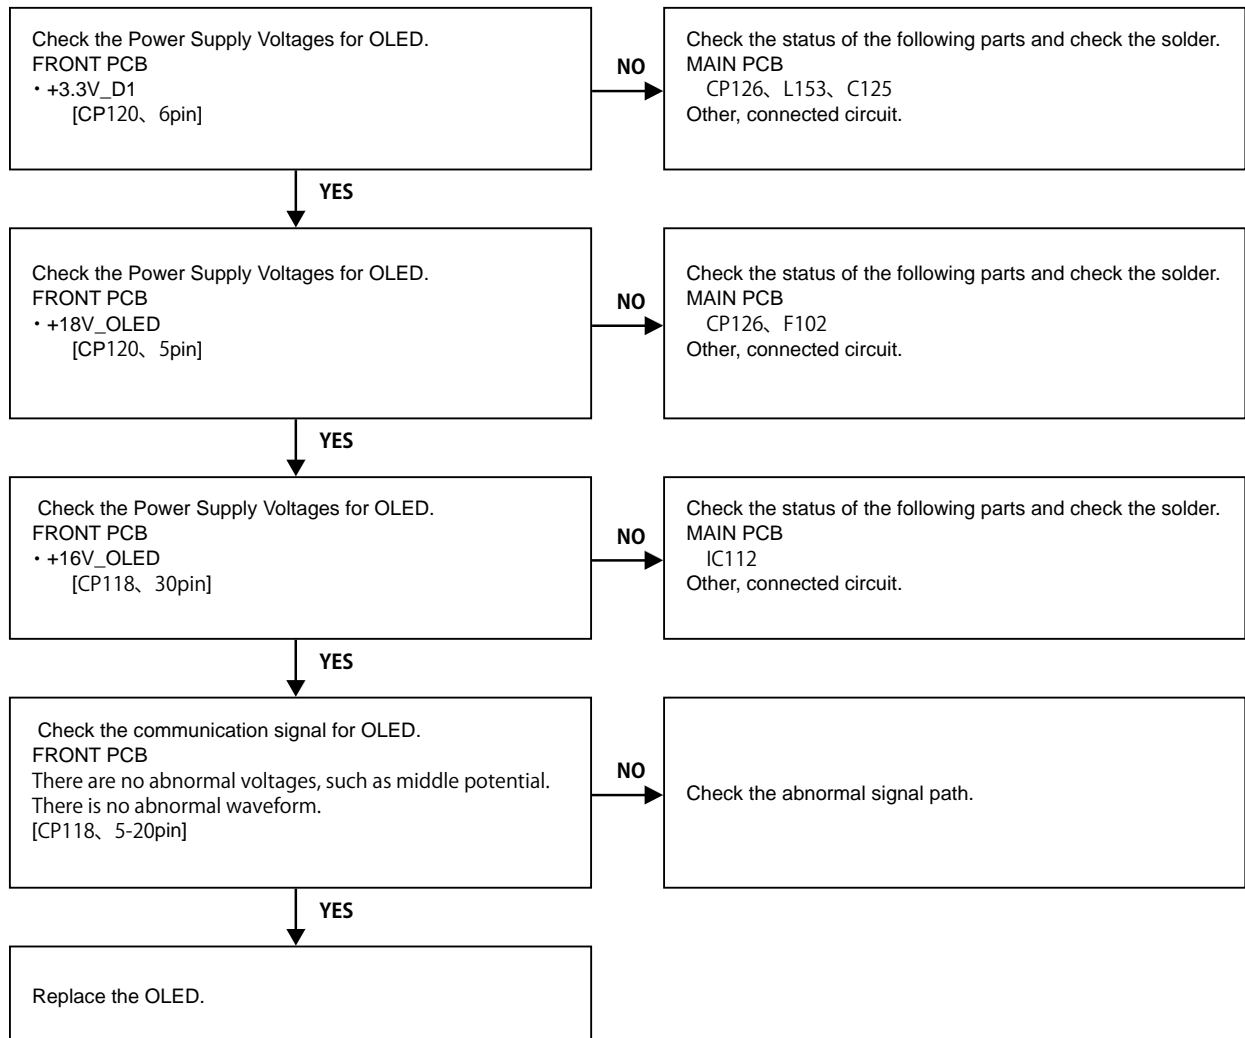 Check the Power Supply Voltages for OLED.
FRONT PCB
・+3.3V_D1
[CP120、6pin]
NO
Check the status of the following parts and check the solder.
MAIN PCB
CP126、L153、C125
Other, connected circuit.
YES
Check the Power Supply Voltages for OLED.
FRONT PCB
・+18V_OLED
[CP120、5pin]
NO
Check the status of the following parts and check the solder.
MAIN PCB
CP126、F102
Other, connected circuit.
YES
Check the Power Supply Voltages for OLED.
FRONT PCB
・+16V_OLED
[CP118、30pin]
NO
Check the status of the following parts and check the solder.
MAIN PCB
IC112
Other, connected circuit.
YES
Check the communication signal for OLED.
FRONT PCB
There are no abnormal voltages, such as middle potential.
There is no abnormal waveform.
[CP118、5-20pin]
NO
Check the abnormal signal path.
YES
Replace the OLED.